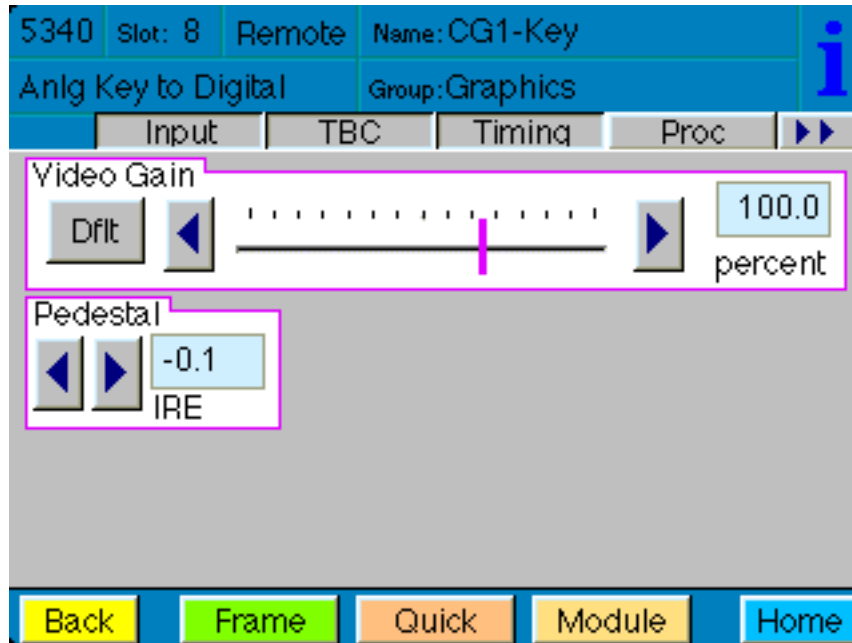 5340 Slot: 8 Remote Name: CG1-Key
Anlg Key to Digital Group: Graphics
i
Input TBC Timing Proc
Video Gain
Dflt
100.0
percent
Pedestal
-0.1
IRE
Back Frame Quick Module Home